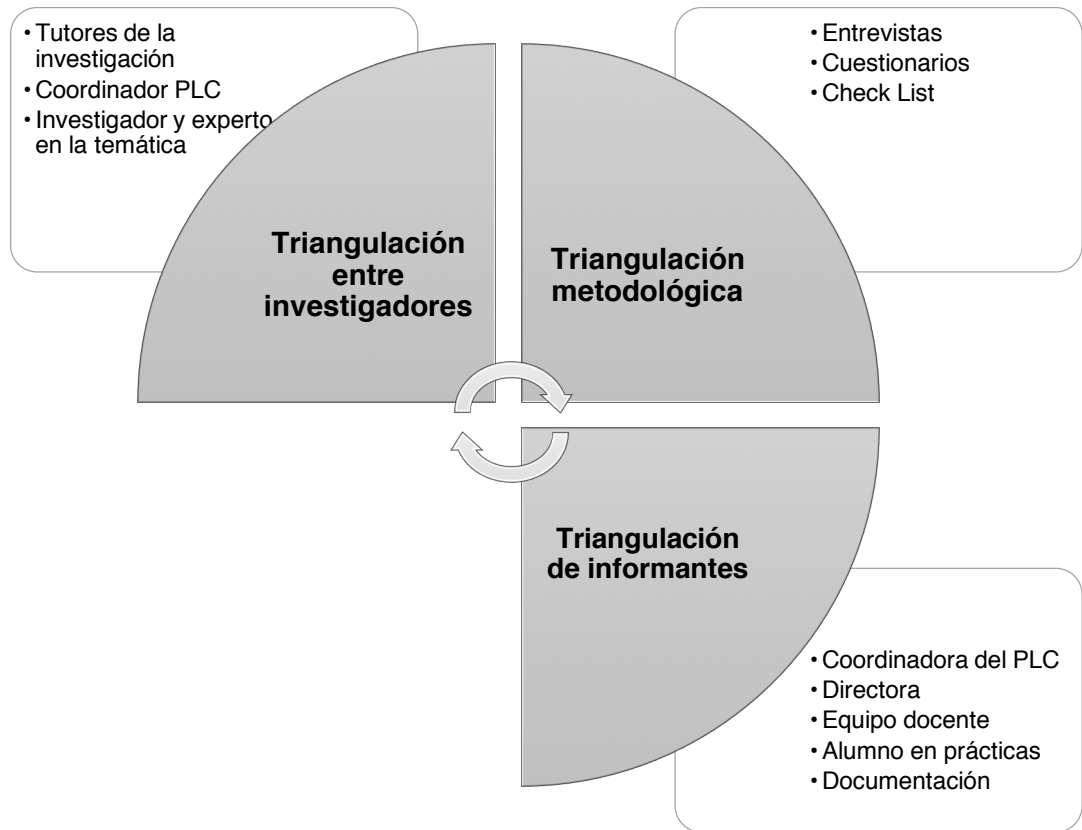 • Tutores de la
investigación
• Coordinador PLC
• Investigador y experto
en la temática
• Entrevistas
• Cuestionarios
• Check List
Triangulación
entre
investigadores
Triangulación
metodológica
Triangulación
de informantes
• Coordinadora del PLC
• Directora
• Equipo docente
• Alumno en prácticas
• Documentación